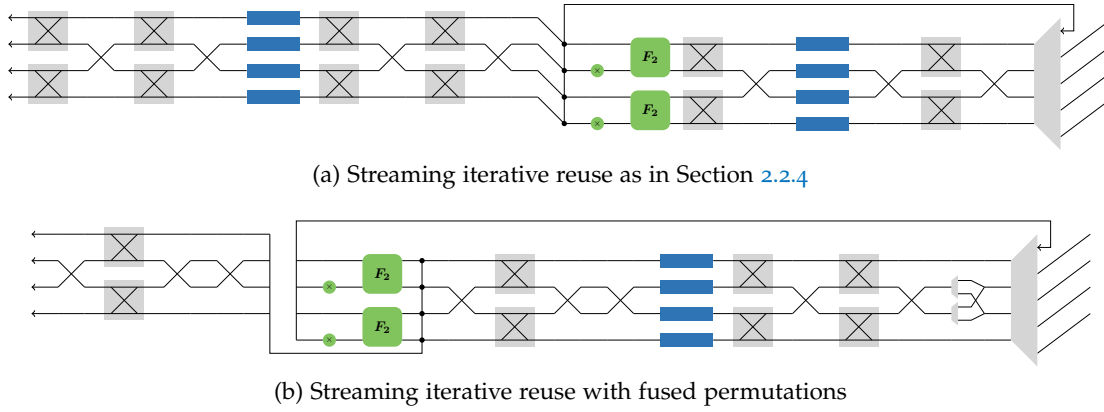 F₂
F₂
(a) Streaming iterative reuse as in Section 2.2.4
F₂
F₂
(b) Streaming iterative reuse with fused permutations